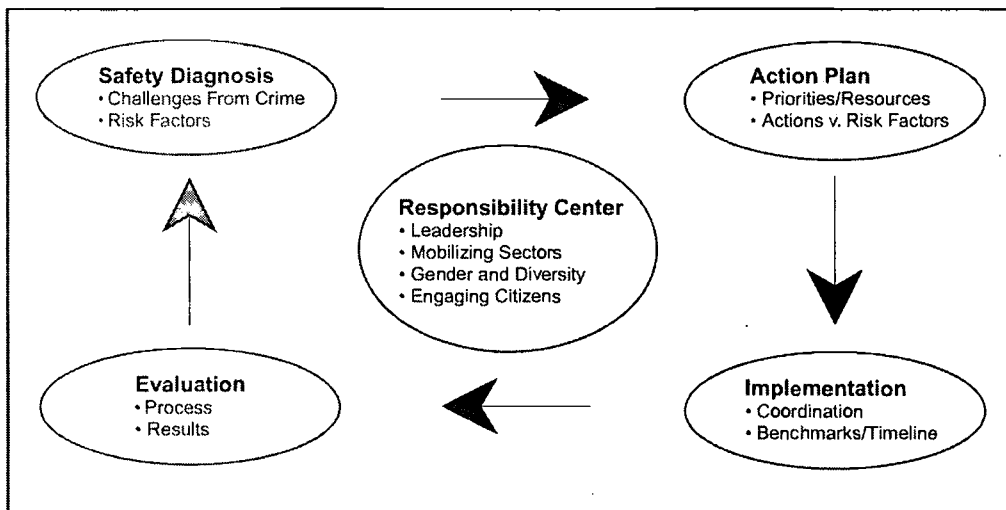 Safety Diagnosis
• Challenges From Crime
• Risk Factors
Action Plan
• Priorities/Resources
• Actions v. Risk Factors
Responsibility Center
• Leadership
• Mobilizing Sectors
• Gender and Diversity
• Engaging Citizens
Evaluation
• Process
• Results
Implementation
• Coordination
• Benchmarks/Timeline